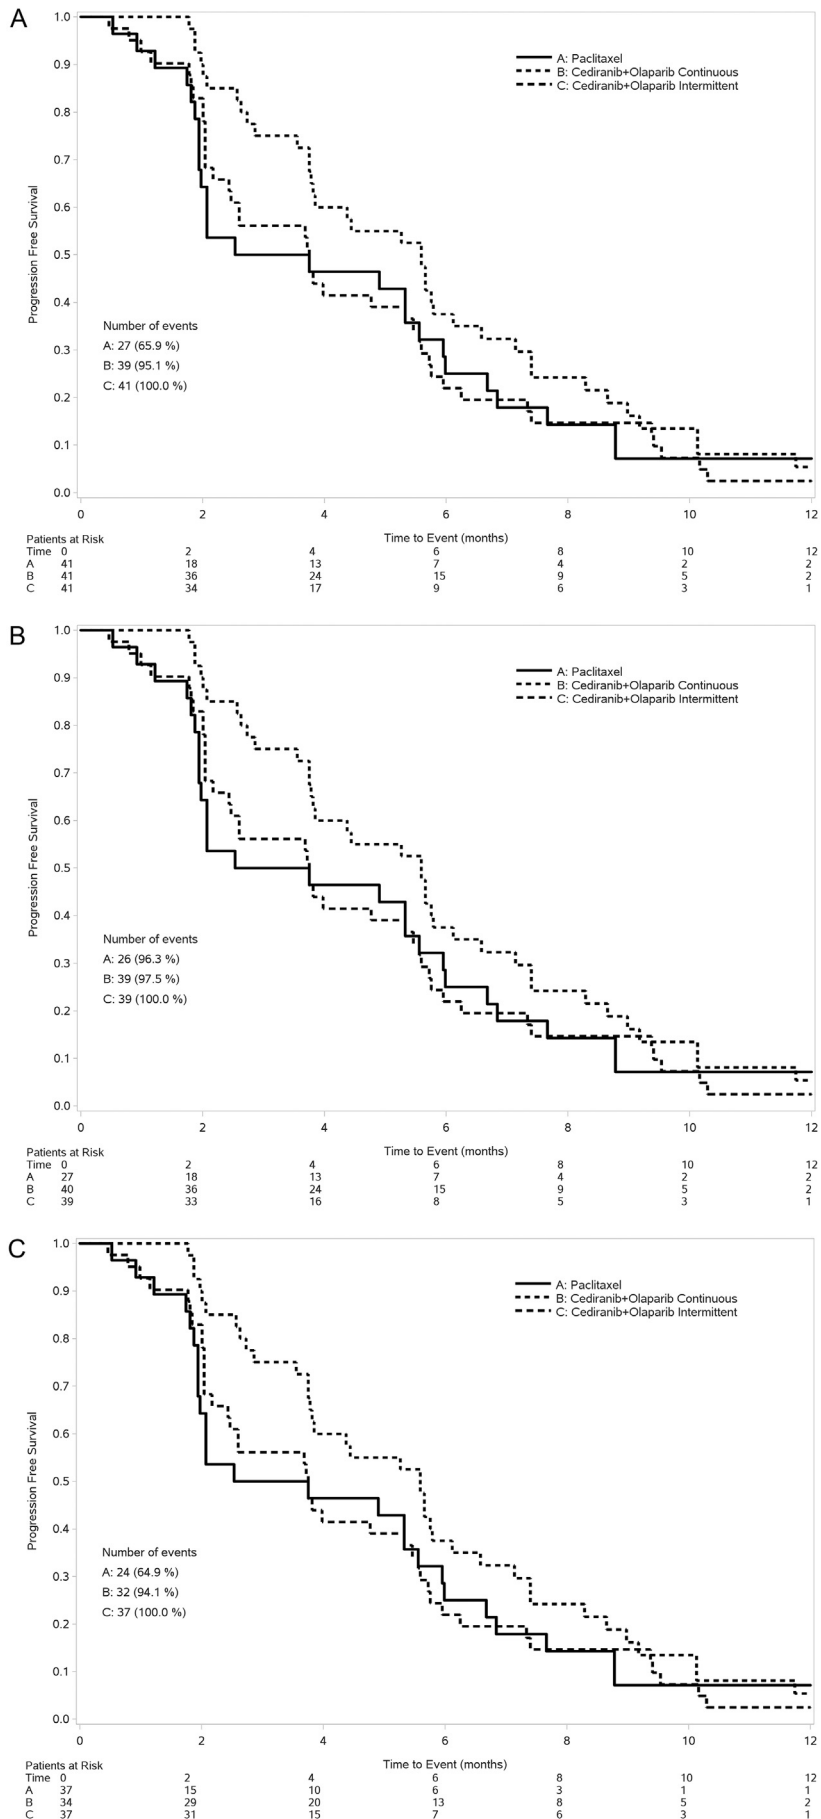 A
1.0
0.9
0.8
0.7
0.6
0.5
0.4
0.3
0.2
0.1
0.0
Progression Free Survival
A: Paclitaxel
B: Cediranib+Olaparib Continuous
C: Cediranib+Olaparib Intermittent
Number of events
A: 27 (65.9 %)
B: 39 (95.1 %)
C: 41 (100.0 %)
0 2 4 6 8 10 12
Time to Event (months)
Patients at Risk
Time 0 2 4 6 8 10 12
A 41 18 13 7 4 2 2
B 41 36 24 15 9 5 2
C 41 34 17 9 6 3 1
B
1.0
0.9
0.8
0.7
0.6
0.5
0.4
0.3
0.2
0.1
0.0
Progression Free Survival
A: Paclitaxel
B: Cediranib+Olaparib Continuous
C: Cediranib+Olaparib Intermittent
Number of events
A: 26 (96.3 %)
B: 39 (97.5 %)
C: 39 (100.0 %)
0 2 4 6 8 10 12
Time to Event (months)
Patients at Risk
Time 0 2 4 6 8 10 12
A 27 18 13 7 4 2 2
B 40 36 24 15 9 5 2
C 39 33 16 8 5 3 1
C
1.0
0.9
0.8
0.7
0.6
0.5
0.4
0.3
0.2
0.1
0.0
Progression Free Survival
A: Paclitaxel
B: Cediranib+Olaparib Continuous
C: Cediranib+Olaparib Intermittent
Number of events
A: 24 (64.9 %)
B: 32 (94.1 %)
C: 37 (100.0 %)
0 2 4 6 8 10 12
Time to Event (months)
Patients at Risk
Time 0 2 4 6 8 10 12
A 37 15 10 6 3 1 1
B 34 29 20 13 8 5 2
C 37 31 15 7 6 3 1